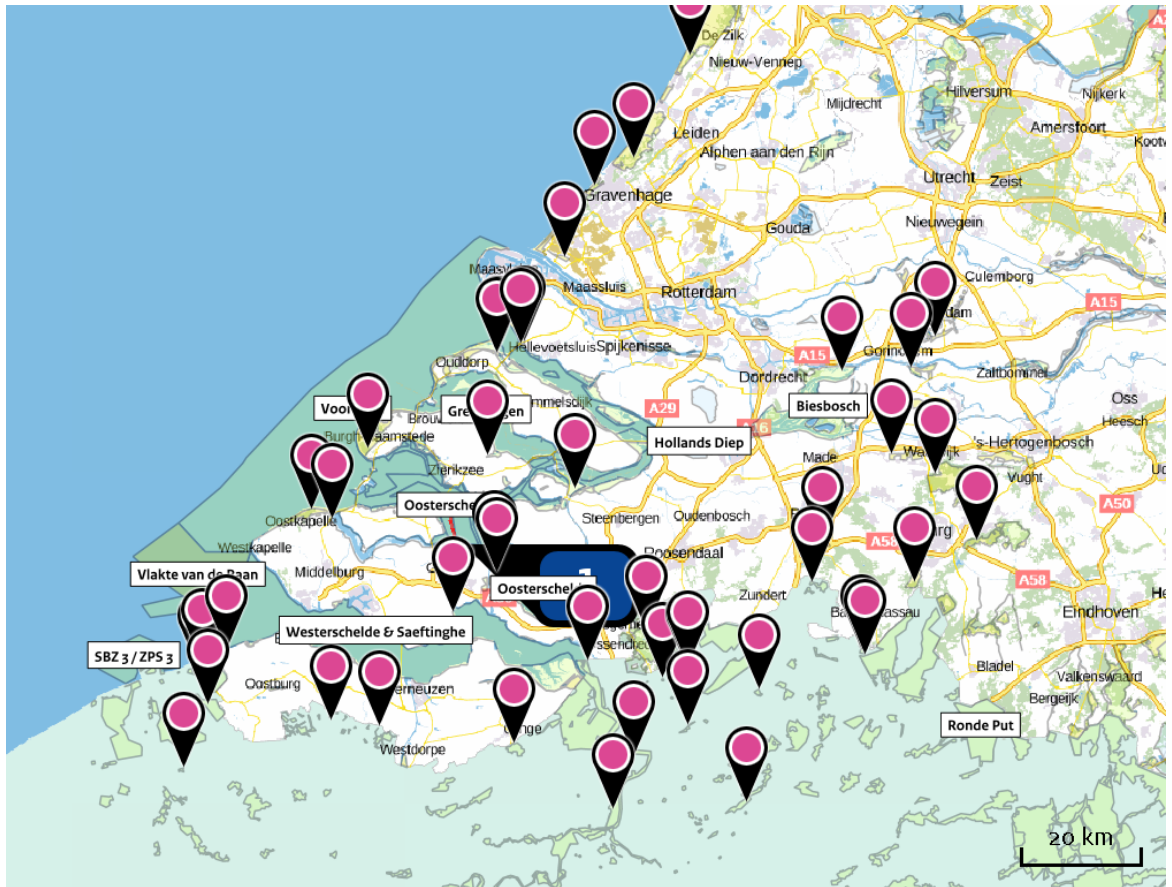 De Zilk
Nieuw-Vennep
Hilversum
Nijkerk
Mijdrecht
Leiden
Amersfoort
Alphen aan den Rijn
Utrecht
Zeist
Gravenhage
Nieuwegein
Gouda
Culemborg
Maassluis
Rotterdam
A15
Hellevoetsluis
Spijkenisse
A15
Ouddorp
Dordrecht
Zaltbommel
Oss
A29
Biesbosch
Heesch
Hollands Diep
's-Hertogenbosch
Zierikzee
Made
Vught
Oosterschelde
A50
Oostkapelle
Steenbergen
Oudenbosch
Westkapelle
A58
Roosendaal
Middelburg
Vlakte van de Raan
Oosterschelde
A58
Zundert
Eindhoven
Westerschelde & Saeftinghe
SBZ 3 / ZPS 3
Bladel
Valkenswaard
Oostburg
Bergeijk
Ronde Put
Westdorpe
20 km